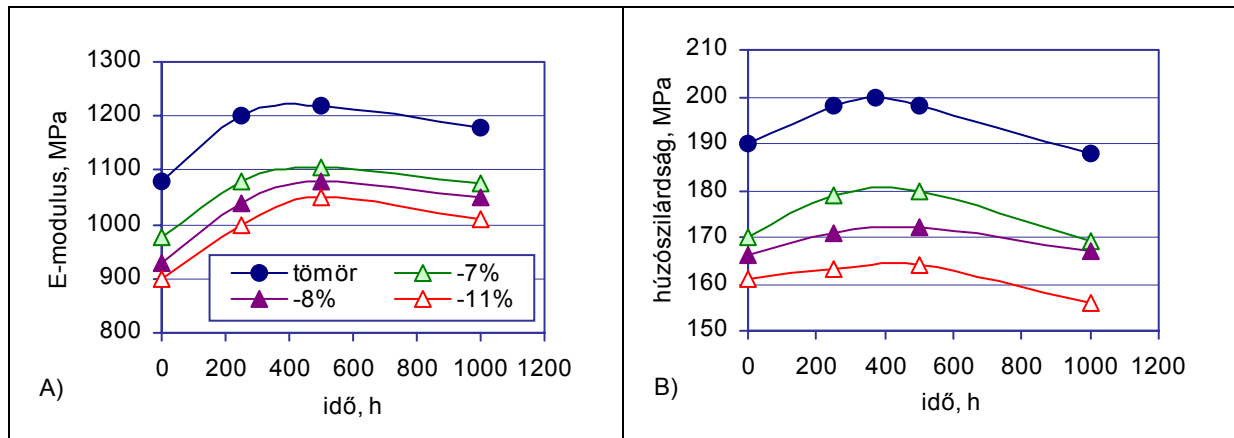 E-modulus, MPa
1300
1200
1100
1000
900
800
tömör
-7%
-8%
-11%
0 200 400 600 800 1000 1200
idő, h
A)
húzószilárdság, MPa
210
200
190
180
170
160
150
0 200 400 600 800 1000 1200
idő, h
B)